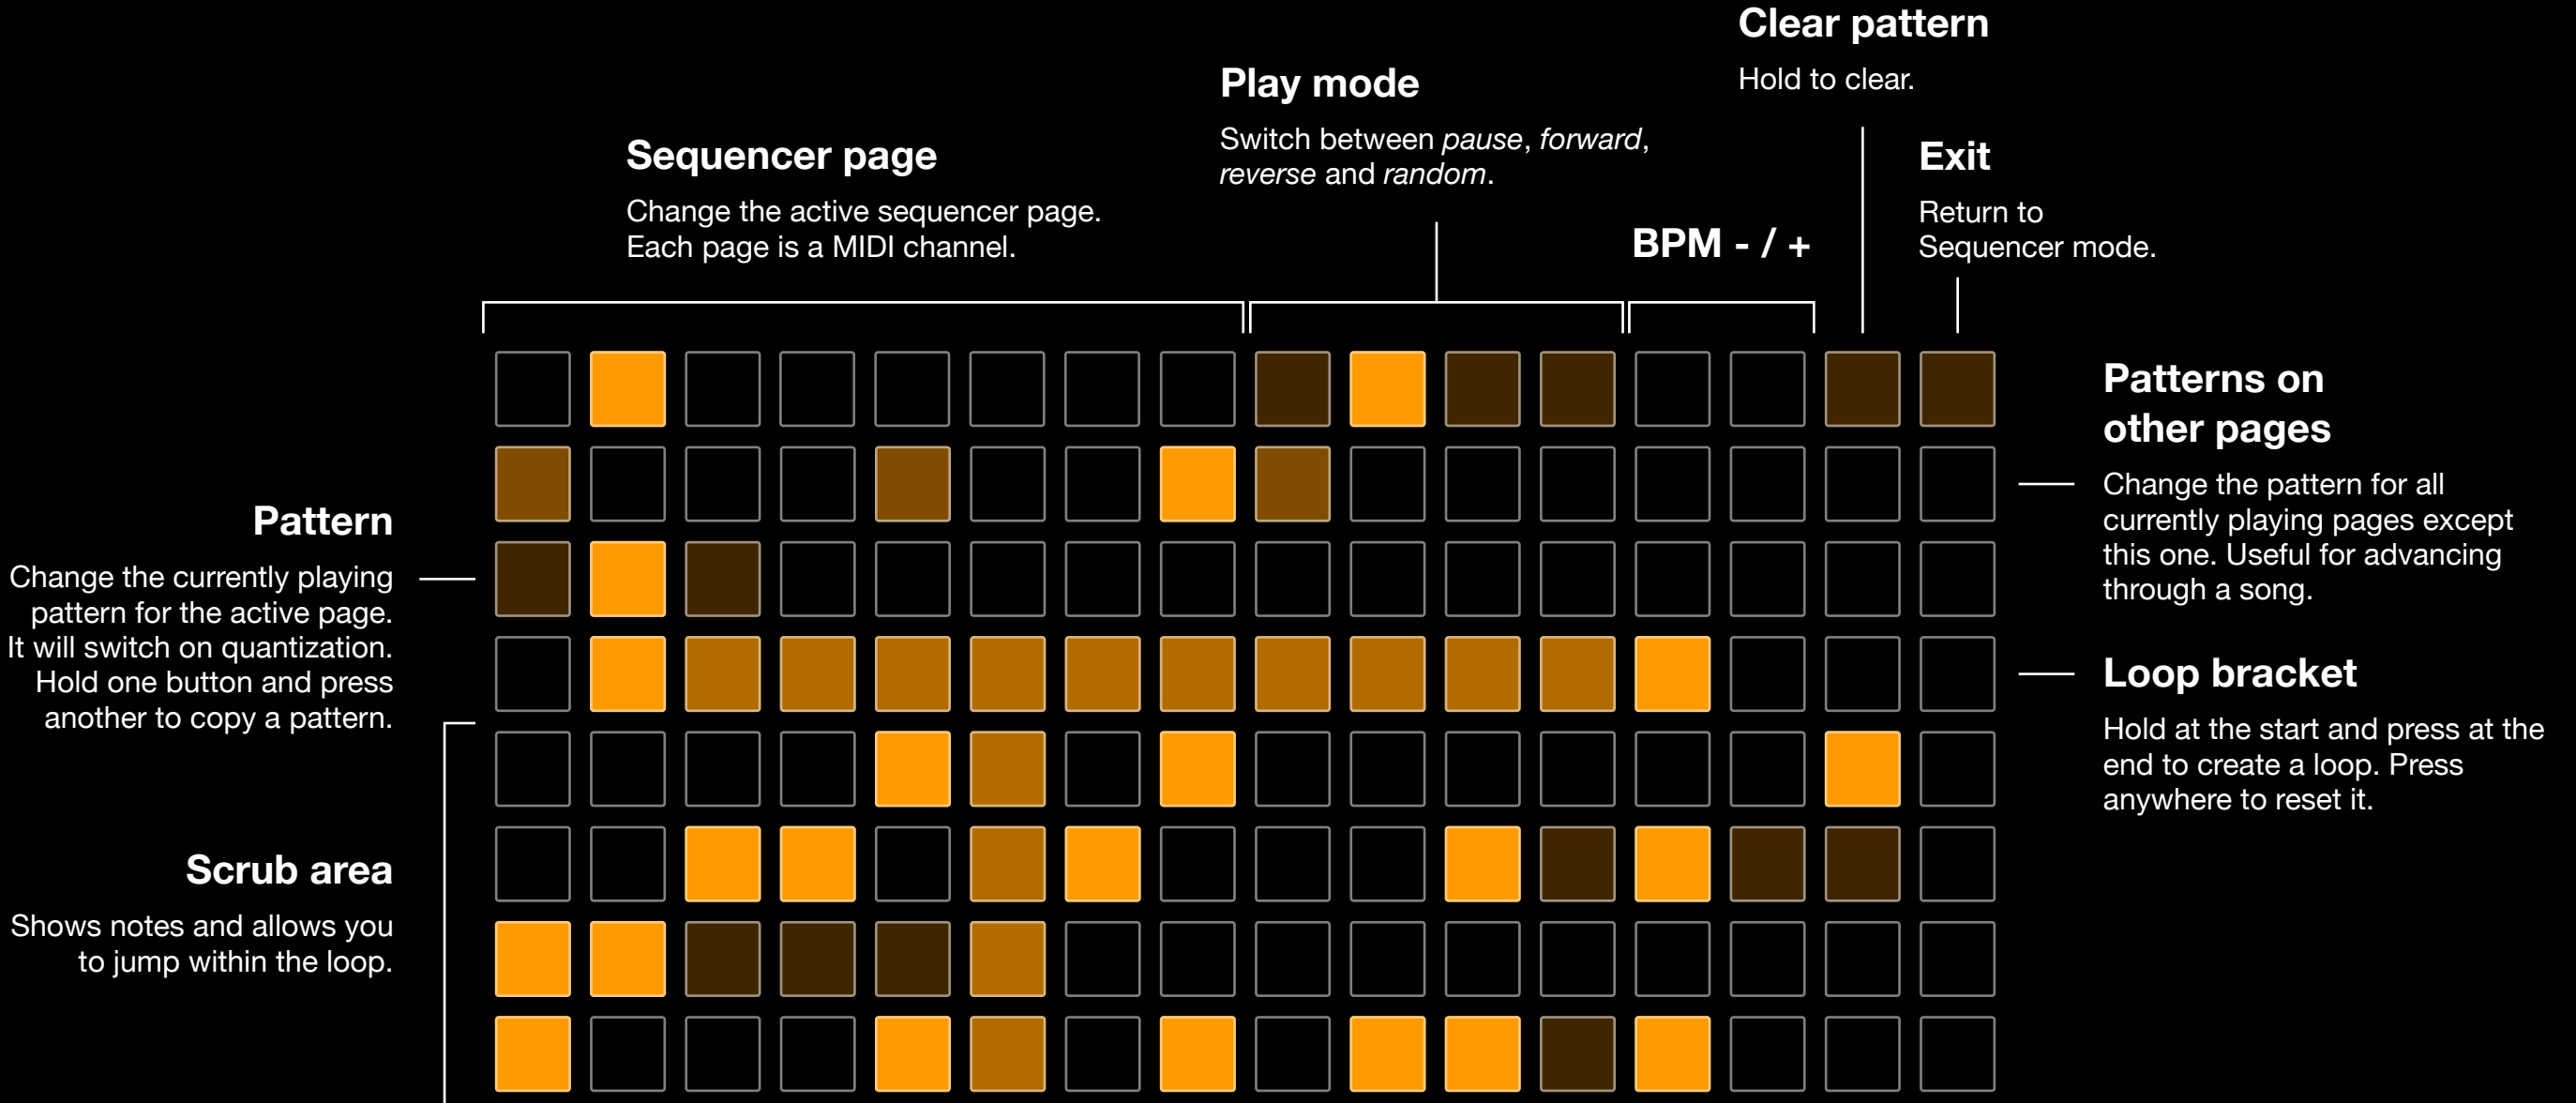 Clear pattern
Hold to clear.
Play mode
Switch between pause, forward,
reverse and random.
Sequencer page
Change the active sequencer page.
Each page is a MIDI channel.
BPM - / +
Exit
Return to
Sequencer mode.
Patterns on
other pages
Change the pattern for all
currently playing pages except
this one. Useful for advancing
through a song.
Pattern
Change the currently playing
pattern for the active page.
It will switch on quantization.
Hold one button and press
another to copy a pattern.
Loop bracket
Hold at the start and press at the
end to create a loop. Press
anywhere to reset it.
Scrub area
Shows notes and allows you
to jump within the loop.